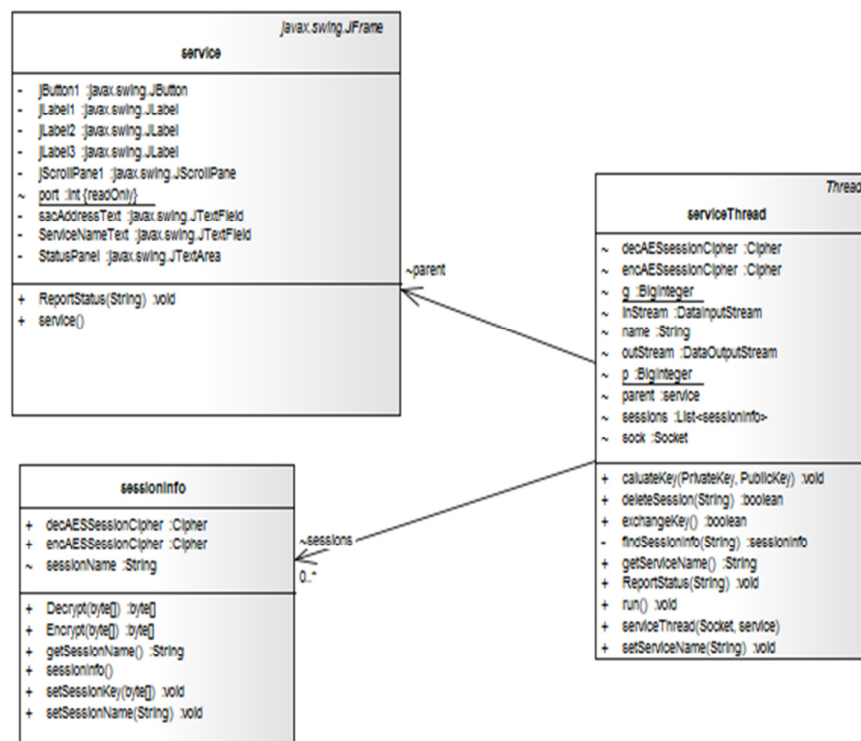 javax.swing.JFrame
service
- jButton1 :javax.swing.JButton
- jLabel1 :javax.swing.JLabel
- jLabel2 :javax.swing.JLabel
- jLabel3 :javax.swing.JLabel
- jScrollPane1 :javax.swing.JScrollPane
~ port :int {readOnly}
- sacAddressText :javax.swing.JTextField
- ServiceNameText :javax.swing.JTextField
- StatusPanel :javax.swing.JTextArea
+ ReportStatus(String) :void
+ service()
~parent
Thread
serviceThread
~ decAESsessionCipher :Cipher
~ encAESsessionCipher :Cipher
~ g :BigInteger
~ inStream :DataInputStream
~ name :String
~ outStream :DataOutputStream
~ p :BigInteger
~ parent :service
~ sessions :List<sessionInfo>
~ sock :Socket
+ caluateKey(PrivateKey, PublicKey) :void
+ deleteSession(String) :boolean
+ exchangeKey() :boolean
- findSessionInfo(String) :sessionInfo
+ getServiceName() :String
+ ReportStatus(String) :void
+ run() :void
+ serviceThread(Socket, service)
+ setServiceName(String) :void
sessionInfo
+ decAESSessionCipher :Cipher
+ encAESSessionCipher :Cipher
~ sessionName :String
+ Decrypt(byte[]) :byte[]
+ Encrypt(byte[]) :byte[]
+ getSessionName() :String
+ sessionInfo()
+ setSessionKey(byte[]) :void
+ setSessionName(String) :void
~sessions
0..*